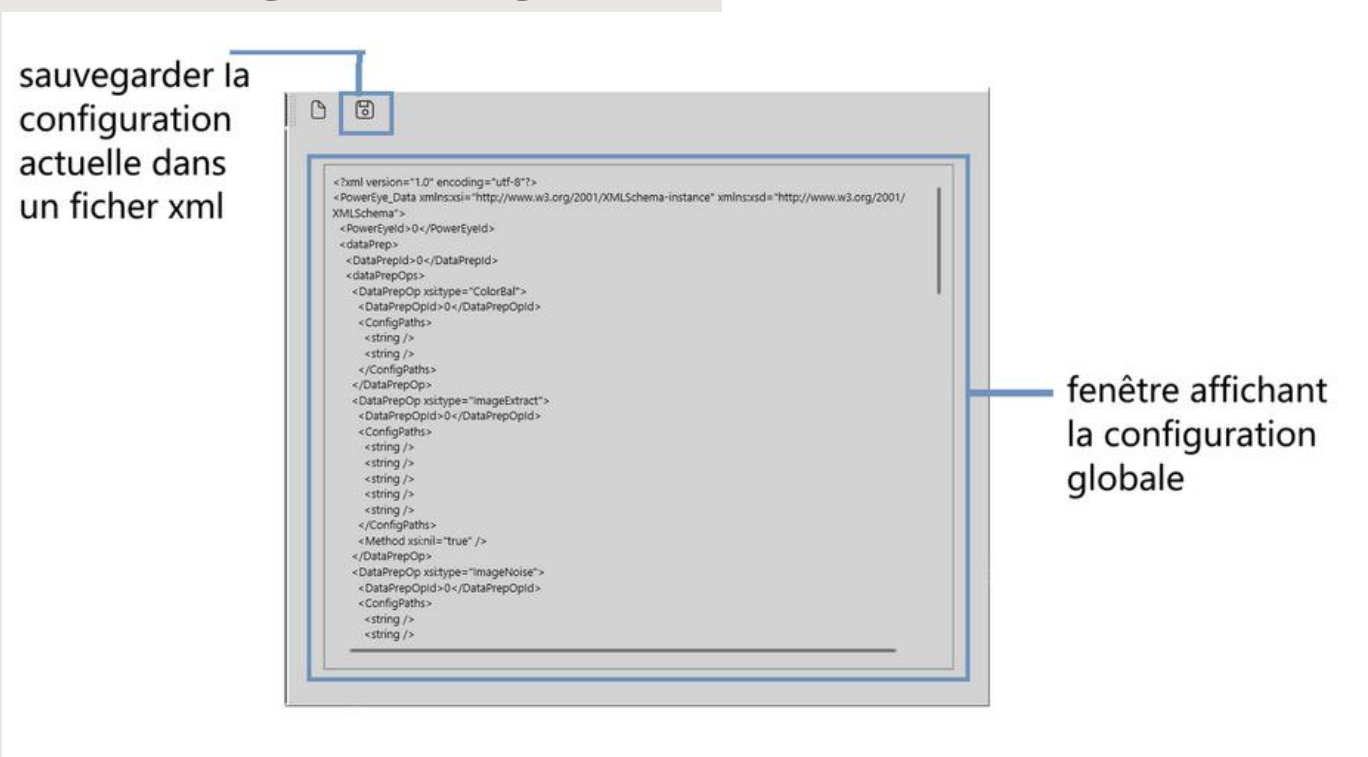 sauvegarder la
configuration
actuelle dans
un ficher xml
<?xml version="1.0" encoding="utf-8"?>
<PowerEye_Data xmlns:xsi="http://www.w3.org/2001/XMLSchema-instance" xmlns:xsd="http://www.w3.org/2001/
XMLSchema">
<PowerEyeId>0</PowerEyeId>
<dataPrep>
<DataPrepId>0</DataPrepId>
<dataPrepOps>
<DataPrepOp xsi:type="ColorBal">
<DataPrepOpId>0</DataPrepOpId>
<ConfigPaths>
<string />
<string />
</ConfigPaths>
</DataPrepOp>
<DataPrepOp xsi:type="ImageExtract">
<DataPrepOpId>0</DataPrepOpId>
<ConfigPaths>
<string />
<string />
<string />
<string />
<string />
</ConfigPaths>
<Method xsi:nil="true" />
</DataPrepOp>
<DataPrepOp xsi:type="ImageNoise">
<DataPrepOpId>0</DataPrepOpId>
<ConfigPaths>
<string />
<string />
fenêtre affichant
la configuration
globale